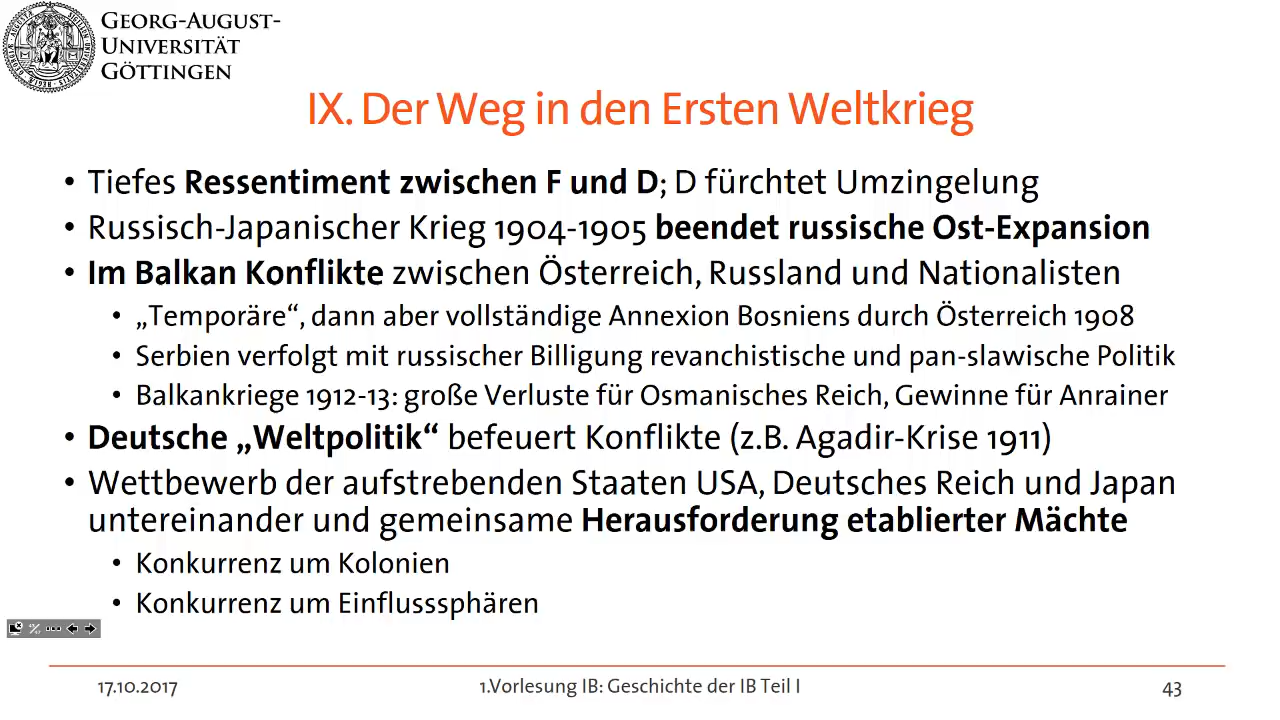 GEORG-AUGUST-
UNIVERSITÄT
GÖTTINGEN
IX. Der Weg in den Ersten Weltkrieg
• Tiefes Ressentiment zwischen F und D; D fürchtet Umzingelung
• Russisch-Japanischer Krieg 1904-1905 beendet russische Ost-Expansion
• Im Balkan Konflikte zwischen Österreich, Russland und Nationalisten
• „Temporäre“, dann aber vollständige Annexion Bosniens durch Österreich 1908
• Serbien verfolgt mit russischer Billigung revanchistische und pan-slawische Politik
• Balkankriege 1912-13: große Verluste für Osmanisches Reich, Gewinne für Anrainer
• Deutsche „Weltpolitik“ befeuert Konflikte (z.B. Agadir-Krise 1911)
• Wettbewerb der aufstrebenden Staaten USA, Deutsches Reich und Japan
untereinander und gemeinsame Herausforderung etablierter Mächte
• Konkurrenz um Kolonien
• Konkurrenz um Einflusssphären
17.10.2017
1.Vorlesung IB: Geschichte der IB Teil I
43